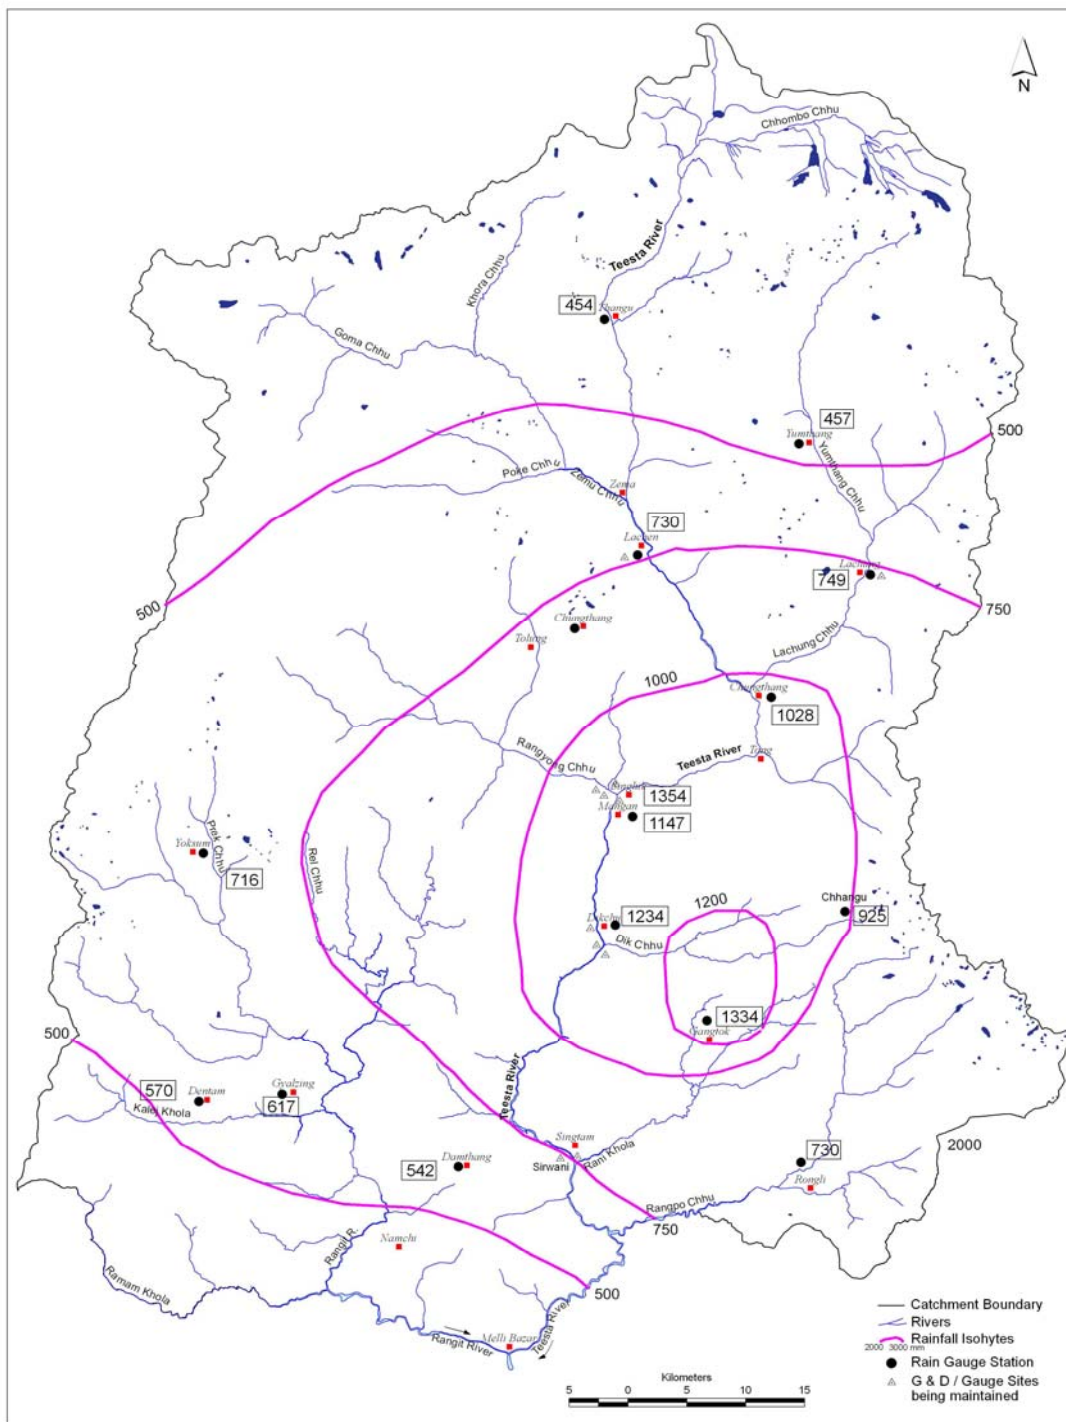 N
Chhombo Chhu
Teesta River
Khora Chhu
454
Thangu
Goma Chhu
457
Yumthang
500
Poke Chhu
Zemu Chhu
Zema
Yumthang Chhu
730
Lachen
Lachung
749
500
750
Chungthang
Tolung
Lachung Chhu
1000
Chungthang
1028
Rangyong Chhu
Teesta River
Tong
Singhik
1354
Mangan
1147
Prek Chhu
Yoksum
716
Rel Chhu
1200
Chhangu
925
1234
Dikchu
Dik Chhu
1334
Gangtok
500
Teesta River
570
Dentam
Gyalzing
617
Kalej Khola
Singtam
Sirwani
Rani Khola
730
Rongli
2000
542
Damthang
Rangpo Chhu
750
Namchi
Rangit R.
Ramam Khola
500
Melli Bazar
Rangit River
Teesta River
Catchment Boundary
Rivers
Rainfall Isohytes
2000 3000 mm
Rain Gauge Station
G & D / Gauge Sites
being maintained
Kilometers
5 0 5 10 15